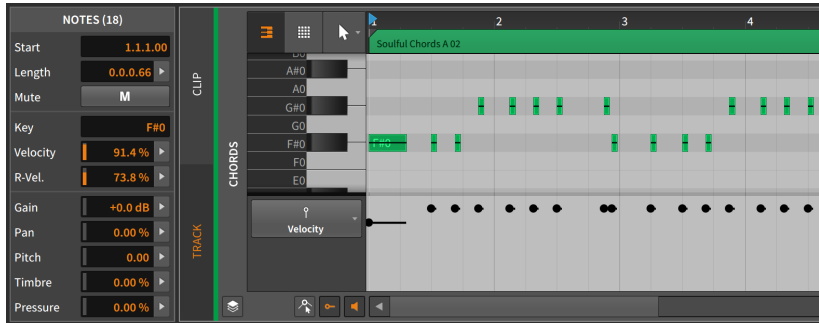 NOTES (18)
Start 1.1.1.00
Length 0.0.0.66
Mute M
Key F#0
Velocity 91.4 %
R-Vel. 73.8 %
Gain +0.0 dB
Pan 0.00 %
Pitch 0.00
Timbre 0.00 %
Pressure 0.00 %
CLIP
TRACK
CHORDS
1 2 3 4
Soulful Chords A 02
B0
A#0
A0
G#0
G0
F#0
F#0
F0
E0
Velocity